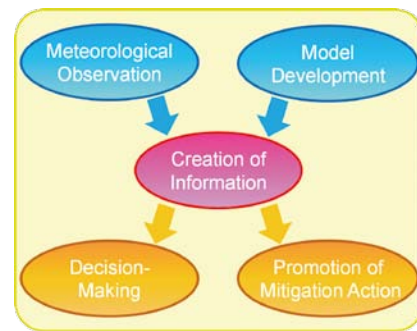 Meteorological
Observation
Model
Development
Creation of
Information
Decision-
Making
Promotion of
Mitigation Action